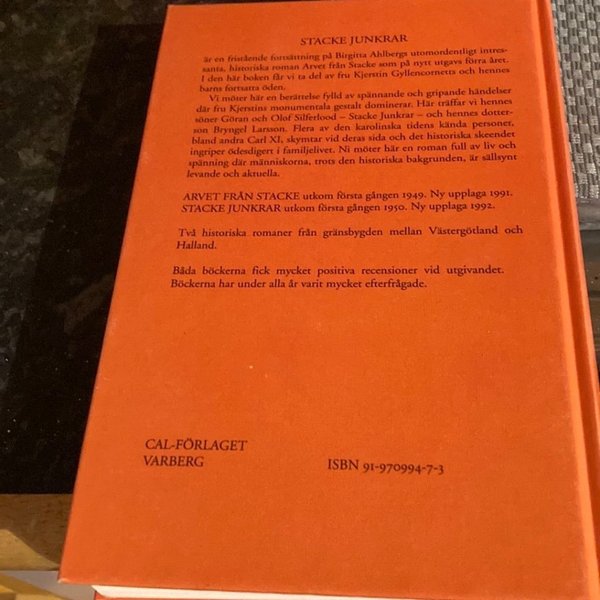 STACKE JUNKRAR
är en fristående fortsättning på Birgitta Ahlbergs utomordentligt intres-
santa, historiska roman Arvet från Stacke som på nytt utgavs förra året.
I den här boken får vi ta del av fru Kjerstin Gyllencornetts och hennes
barns fortsatta öden.
Vi möter här en berättelse fylld av spännande och gripande händelser
där fru Kjerstins monumentala gestalt dominerar. Här träffar vi hennes
söner Göran och Olof Silferlood – Stacke Junkrar – och hennes dotter-
son Bryngel Larsson. Flera av den karolinska tidens kända personer,
bland andra Carl XI, skymtar vid deras sida och det historiska skeendet
ingriper ödesdigert i familjelivet. Ni möter här en roman full av liv och
spänning där människorna, trots den historiska bakgrunden, är sällsynt
levande och aktuella.
ARVET FRÅN STACKE utkom första gången 1949. Ny upplaga 1991.
STACKE JUNKRAR utkom första gången 1950. Ny upplaga 1992.
Två historiska romaner från gränsbygden mellan Västergötland och
Halland.
Båda böckerna fick mycket positiva recensioner vid utgivandet.
Böckerna har under alla år varit mycket efterfrågade.
CAL-FÖRLAGET
VARBERG
ISBN 91-970994-7-3